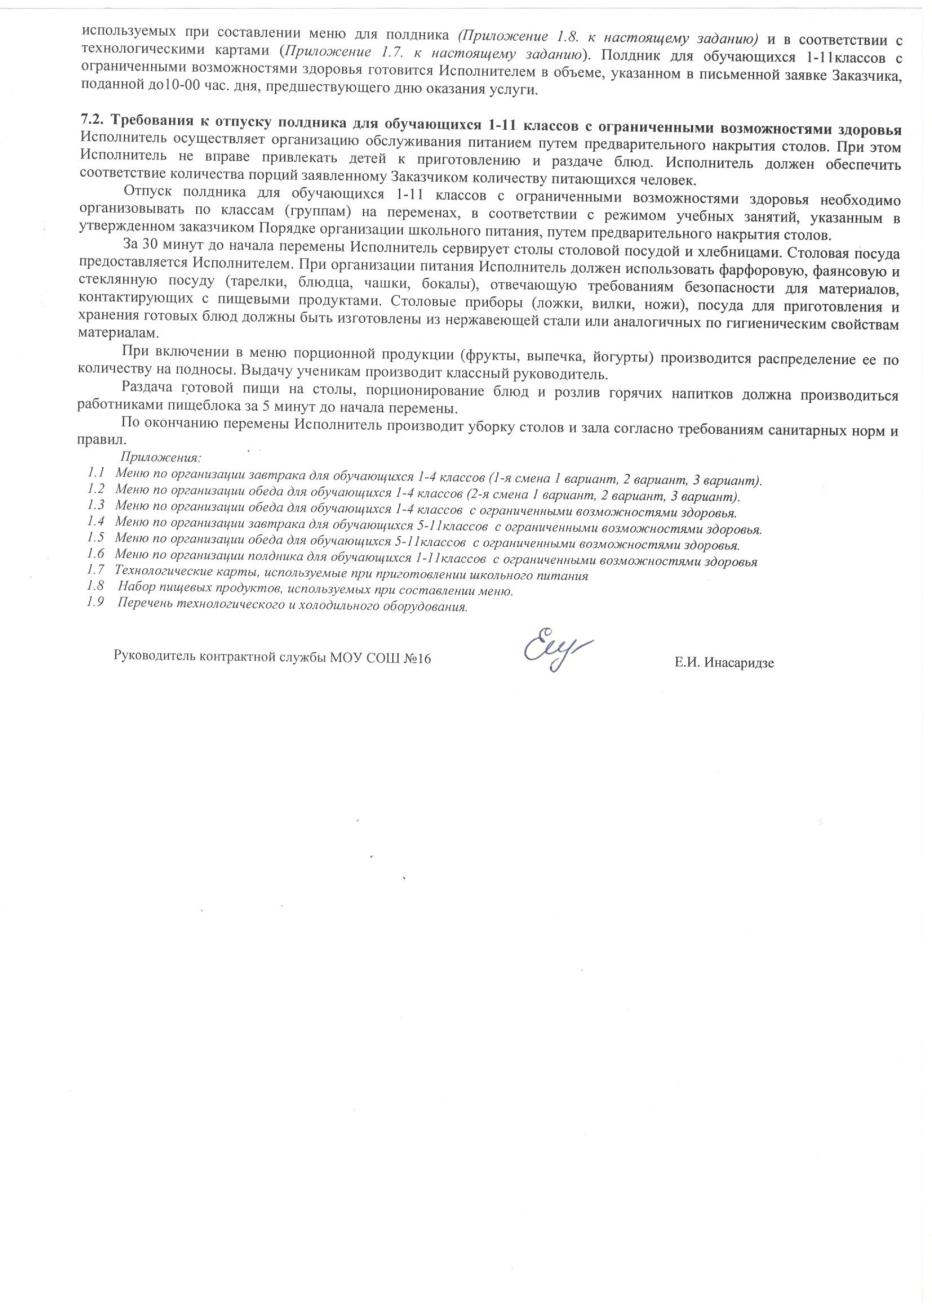 используемых при составлении меню для полдника (Приложение 1.8. к настоящему заданию) и в соответствии с
технологическими картами (Приложение 1.7. к настоящему заданию). Полдник для обучающихся 1-11классов с
ограниченными возможностями здоровья готовится Исполнителем в объеме, указанном в письменной заявке Заказчика,
поданной до10-00 час. дня, предшествующего дню оказания услуги.
7.2. Требования к отпуску полдника для обучающихся 1-11 классов с ограниченными возможностями здоровья
Исполнитель осуществляет организацию обслуживания питанием путем предварительного накрытия столов. При этом
Исполнитель не вправе привлекать детей к приготовлению и раздаче блюд. Исполнитель должен обеспечить
соответствие количества порций заявленному Заказчиком количеству питающихся человек.
Отпуск полдника для обучающихся 1-11 классов с ограниченными возможностями здоровья необходимо
организовывать по классам (группам) на переменах, в соответствии с режимом учебных занятий, указанным в
утвержденном заказчиком Порядке организации школьного питания, путем предварительного накрытия столов.
За 30 минут до начала перемены Исполнитель сервирует столы столовой посудой и хлебницами. Столовая посуда
предоставляется Исполнителем. При организации питания Исполнитель должен использовать фарфоровую, фаянсовую и
стеклянную посуду (тарелки, блюдца, чашки, бокалы), отвечающую требованиям безопасности для материалов,
контактирующих с пищевыми продуктами. Столовые приборы (ложки, вилки, ножи), посуда для приготовления и
хранения готовых блюд должны быть изготовлены из нержавеющей стали или аналогичных по гигиеническим свойствам
материалам.
При включении в меню порционной продукции (фрукты, выпечка, йогурты) производится распределение ее по
количеству на подносы. Выдачу ученикам производит классный руководитель.
Раздача готовой пищи на столы, порционирование блюд и розлив горячих напитков должна производиться
работниками пищеблока за 5 минут до начала перемены.
По окончанию перемены Исполнитель производит уборку столов и зала согласно требованиям санитарных норм и
правил.
Приложения:
1.1 Меню по организации завтрака для обучающихся 1-4 классов (1-я смена 1 вариант, 2 вариант, 3 вариант).
1.2 Меню по организации обеда для обучающихся 1-4 классов (2-я смена 1 вариант, 2 вариант, 3 вариант).
1.3 Меню по организации обеда для обучающихся 1-4 классов с ограниченными возможностями здоровья.
1.4 Меню по организации завтрака для обучающихся 5-11классов с ограниченными возможностями здоровья.
1.5 Меню по организации обеда для обучающихся 5-11классов с ограниченными возможностями здоровья.
1.6 Меню по организации полдника для обучающихся 1-11классов с ограниченными возможностями здоровья
1.7 Технологические карты, используемые при приготовлении школьного питания
1.8 Набор пищевых продуктов, используемых при составлении меню.
1.9 Перечень технологического и холодильного оборудования.
Руководитель контрактной службы МОУ СОШ №16
Е.И. Инасаридзе